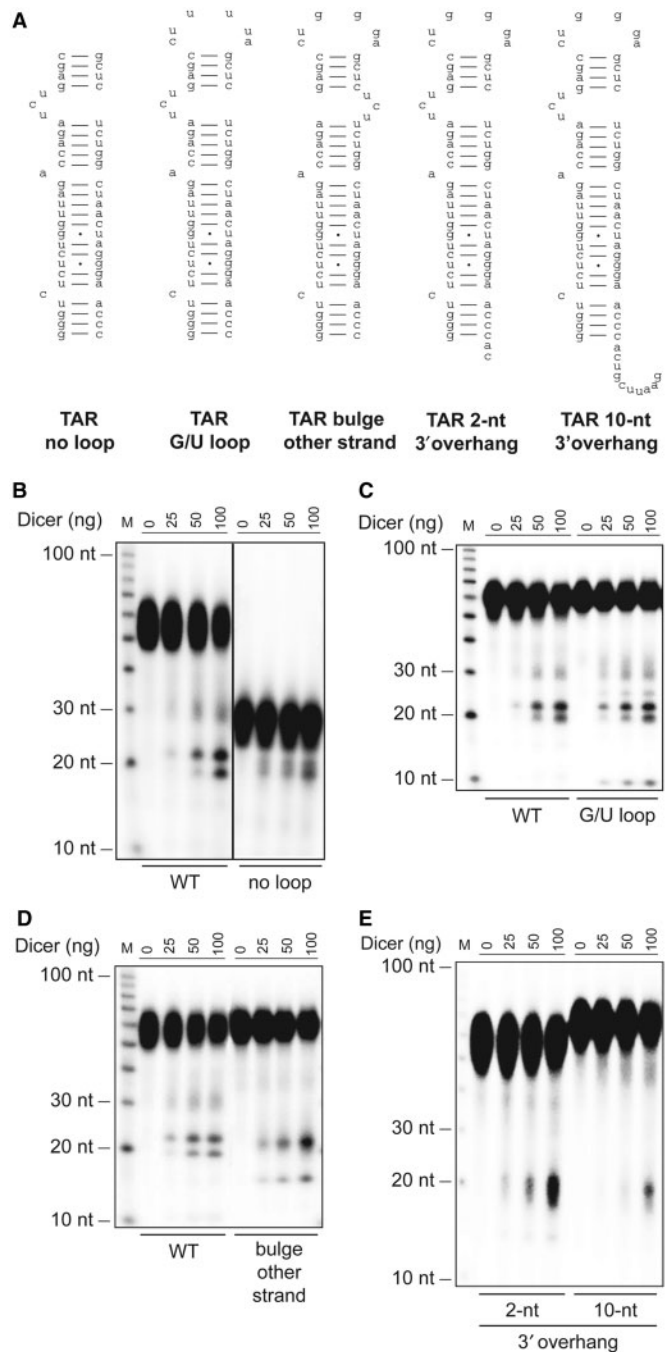 A
u u g g g g g g
c u u a c u g a c u g a c u g a
c g c g c g c g c g
g c g c g c g c g c
a u a u a u a u a u
g c g c g c g c g c
u u u u u
c c c c c
u u u u u
a u a u a u a u a u
g c g c g c g c g c
a u a u a u a u a u
c g c g c g c g c g
c g c g c g c g c g
a a a a a
g c g c g c g c g c
a u a u a u a u a u
u a u a u a u a u a
u a u a u a u a u a
g c g c g c g c g c
g u g u g u g u g u
u a u a u a u a u a
c g c g c g c g c g
u g u g u g u g u g
c g c g c g c g c g
u a u a u a u a u a
c c c c c
u a u a u a u a u a
g c g c g c g c g c
g c g c g c g c g c
g c g c g c g c g c
a a
c c
u g c u u a a g
TAR no loop
TAR G/U loop
TAR bulge other strand
TAR 2-nt 3′overhang
TAR 10-nt 3'overhang
B
Dicer (ng) M 0 25 50 100 0 25 50 100
100 nt
30 nt
20 nt
10 nt
WT no loop
C
Dicer (ng) M 0 25 50 100 0 25 50 100
100 nt
30 nt
20 nt
10 nt
WT G/U loop
D
Dicer (ng) M 0 25 50 100 0 25 50 100
100 nt
30 nt
20 nt
10 nt
WT bulge
other
strand
E
Dicer (ng) M 0 25 50 100 0 25 50 100
100 nt
30 nt
20 nt
10 nt
2-nt 10-nt
3′ overhang